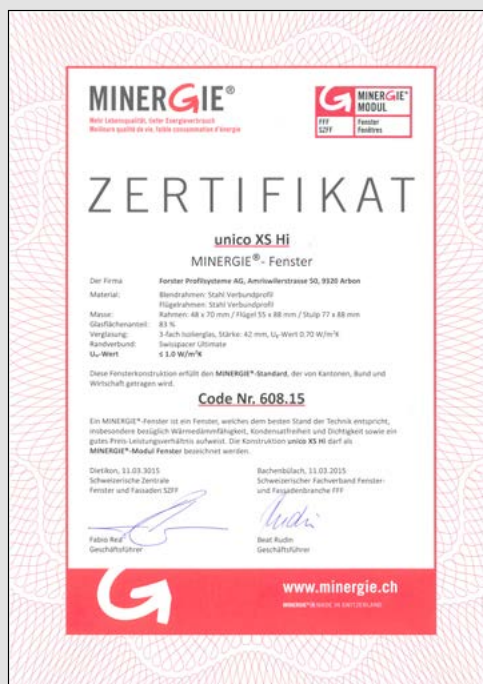 MINERGIE®
Mehr Lebensqualität, tiefer Energieverbrauch
Meilleure qualité de vie, faible consommation d'énergie
MINERGIE®
MODUL
FFF Fenster
SZFF Fenêtres
ZERTIFIKAT
unico XS Hi
MINERGIE®- Fenster
Der Firma Forster Profilsysteme AG, Amriswilerstrasse 50, 9320 Arbon
Material: Blendrahmen: Stahl Verbundprofil
Flügelrahmen: Stahl Verbundprofil
Masse: Rahmen: 48 x 70 mm / Flügel 55 x 88 mm / Stulp 77 x 88 mm
Glasflächenanteil: 83 %
Verglasung: 3-fach Isolierglas, Stärke: 42 mm, Ug-Wert 0.70 W/m²K
Randverbund: Swisspacer Ultimate
Uw-Wert ≤ 1.0 W/m²K
Diese Fensterkonstruktion erfüllt den MINERGIE®-Standard, der von Kantonen, Bund und
Wirtschaft getragen wird.
Code Nr. 608.15
Ein MINERGIE®-Fenster ist ein Fenster, welches dem besten Stand der Technik entspricht,
insbesondere bezüglich Wärmedämmfähigkeit, Kondensatfreiheit und Dichtigkeit sowie ein
gutes Preis-Leistungsverhältnis aufweist. Die Konstruktion unico XS Hi darf als
MINERGIE®-Modul Fenster bezeichnet werden.
Dietikon, 11.03.3015
Schweizerische Zentrale
Fenster und Fassaden SZFF
Fabio Rea
Geschäftsführer
Bachenbülach, 11.03.2015
Schweizerischer Fachverband Fenster-
und Fassadenbranche FFF
Rudin
Beat Rudin
Geschäftsführer
www.minergie.ch
MINERGIE® MADE IN SWITZERLAND